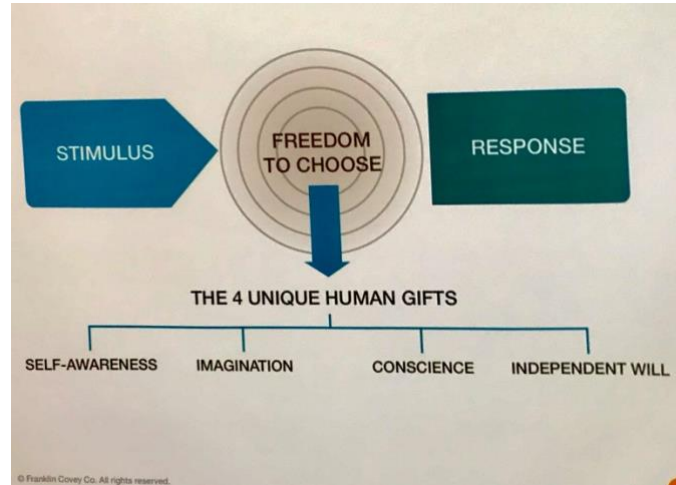 STIMULUS
FREEDOM
TO CHOOSE
RESPONSE
THE 4 UNIQUE HUMAN GIFTS
SELF-AWARENESS
IMAGINATION
CONSCIENCE
INDEPENDENT WILL
© Franklin Covey Co. All rights reserved.